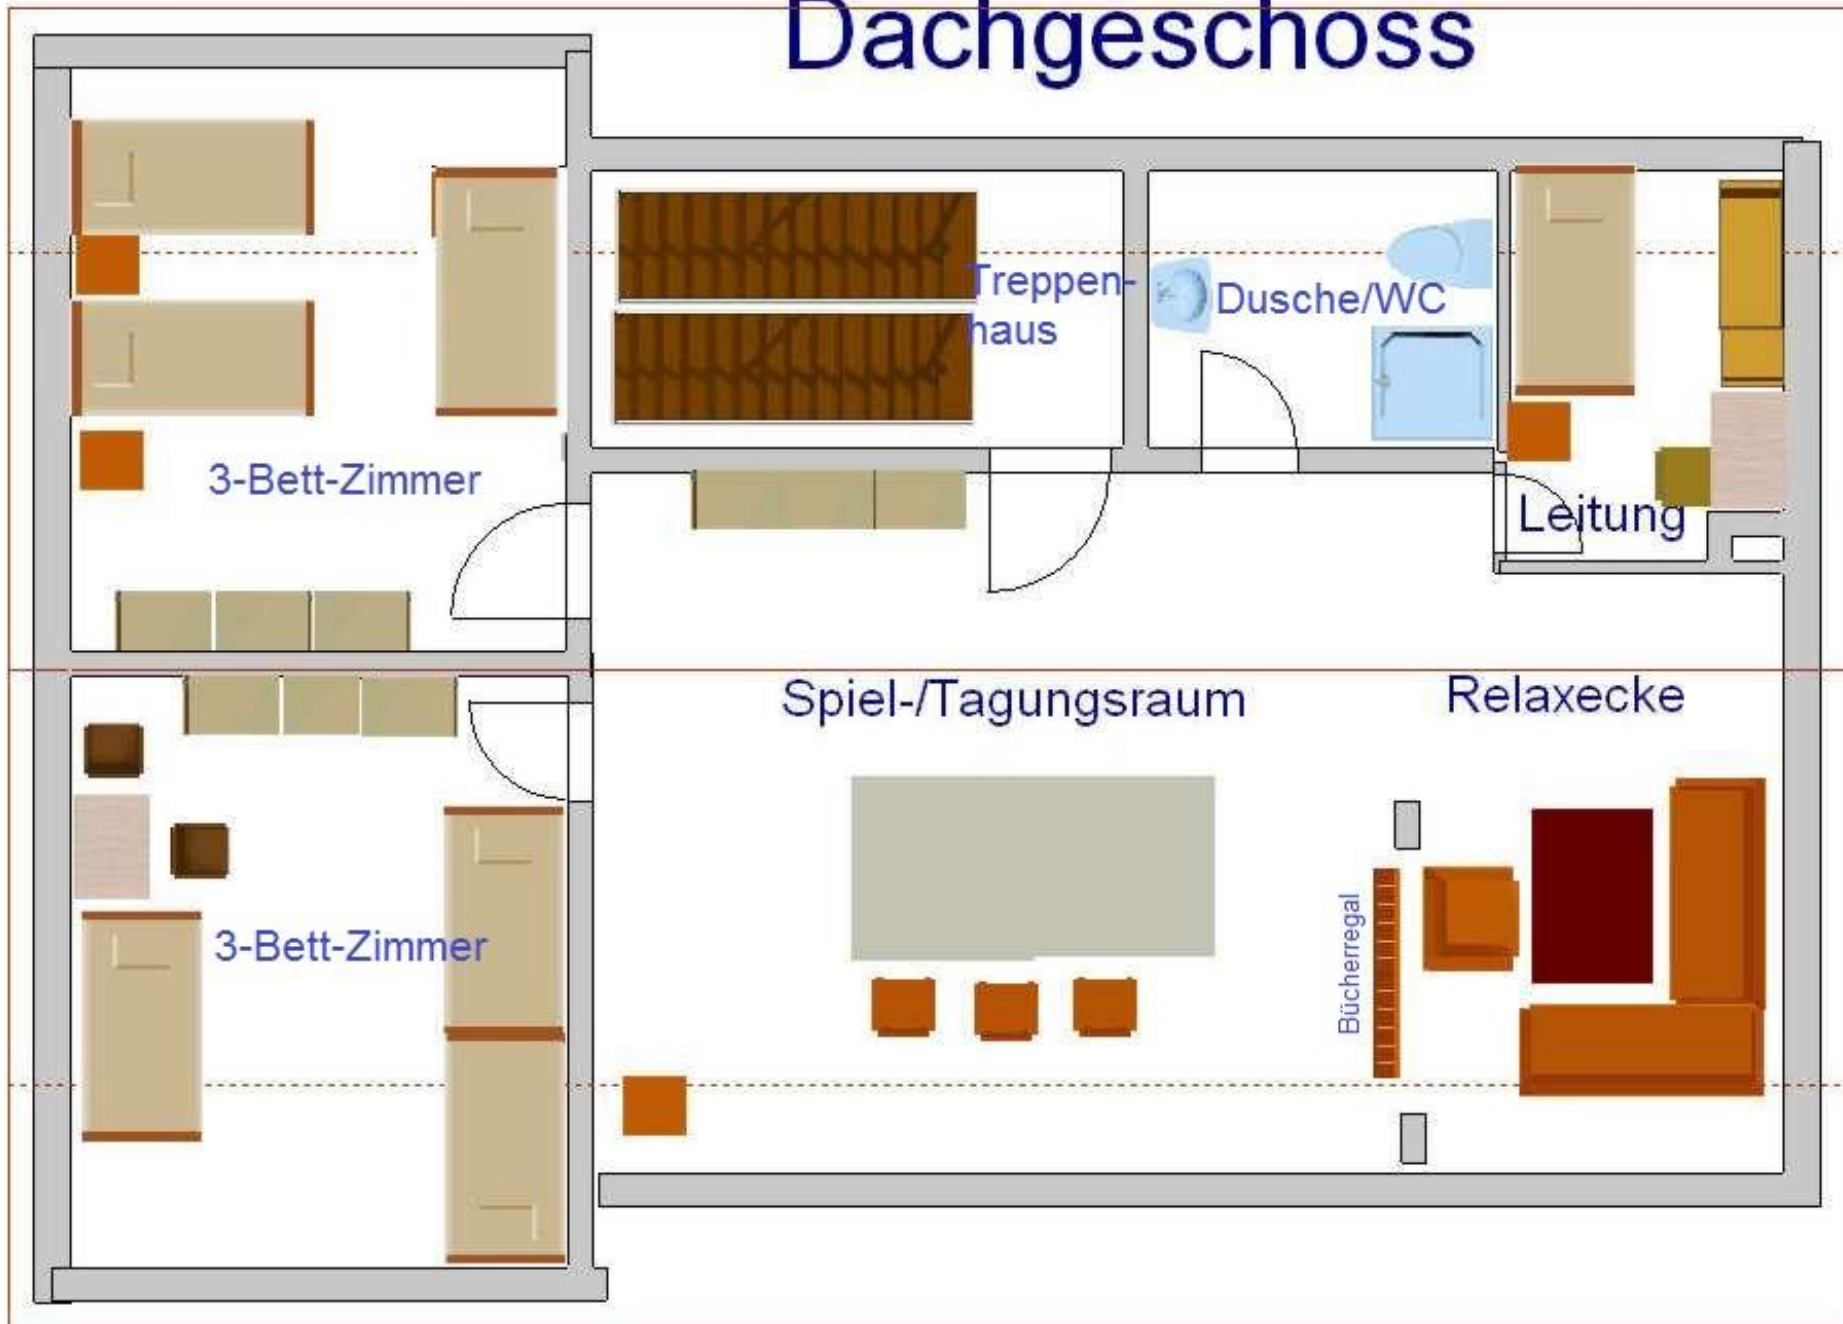 Dachgeschoss
Treppen-
haus
Dusche/WC
3-Bett-Zimmer
Leitung
Spiel-/Tagungsraum
Relaxecke
3-Bett-Zimmer
Bücherregal